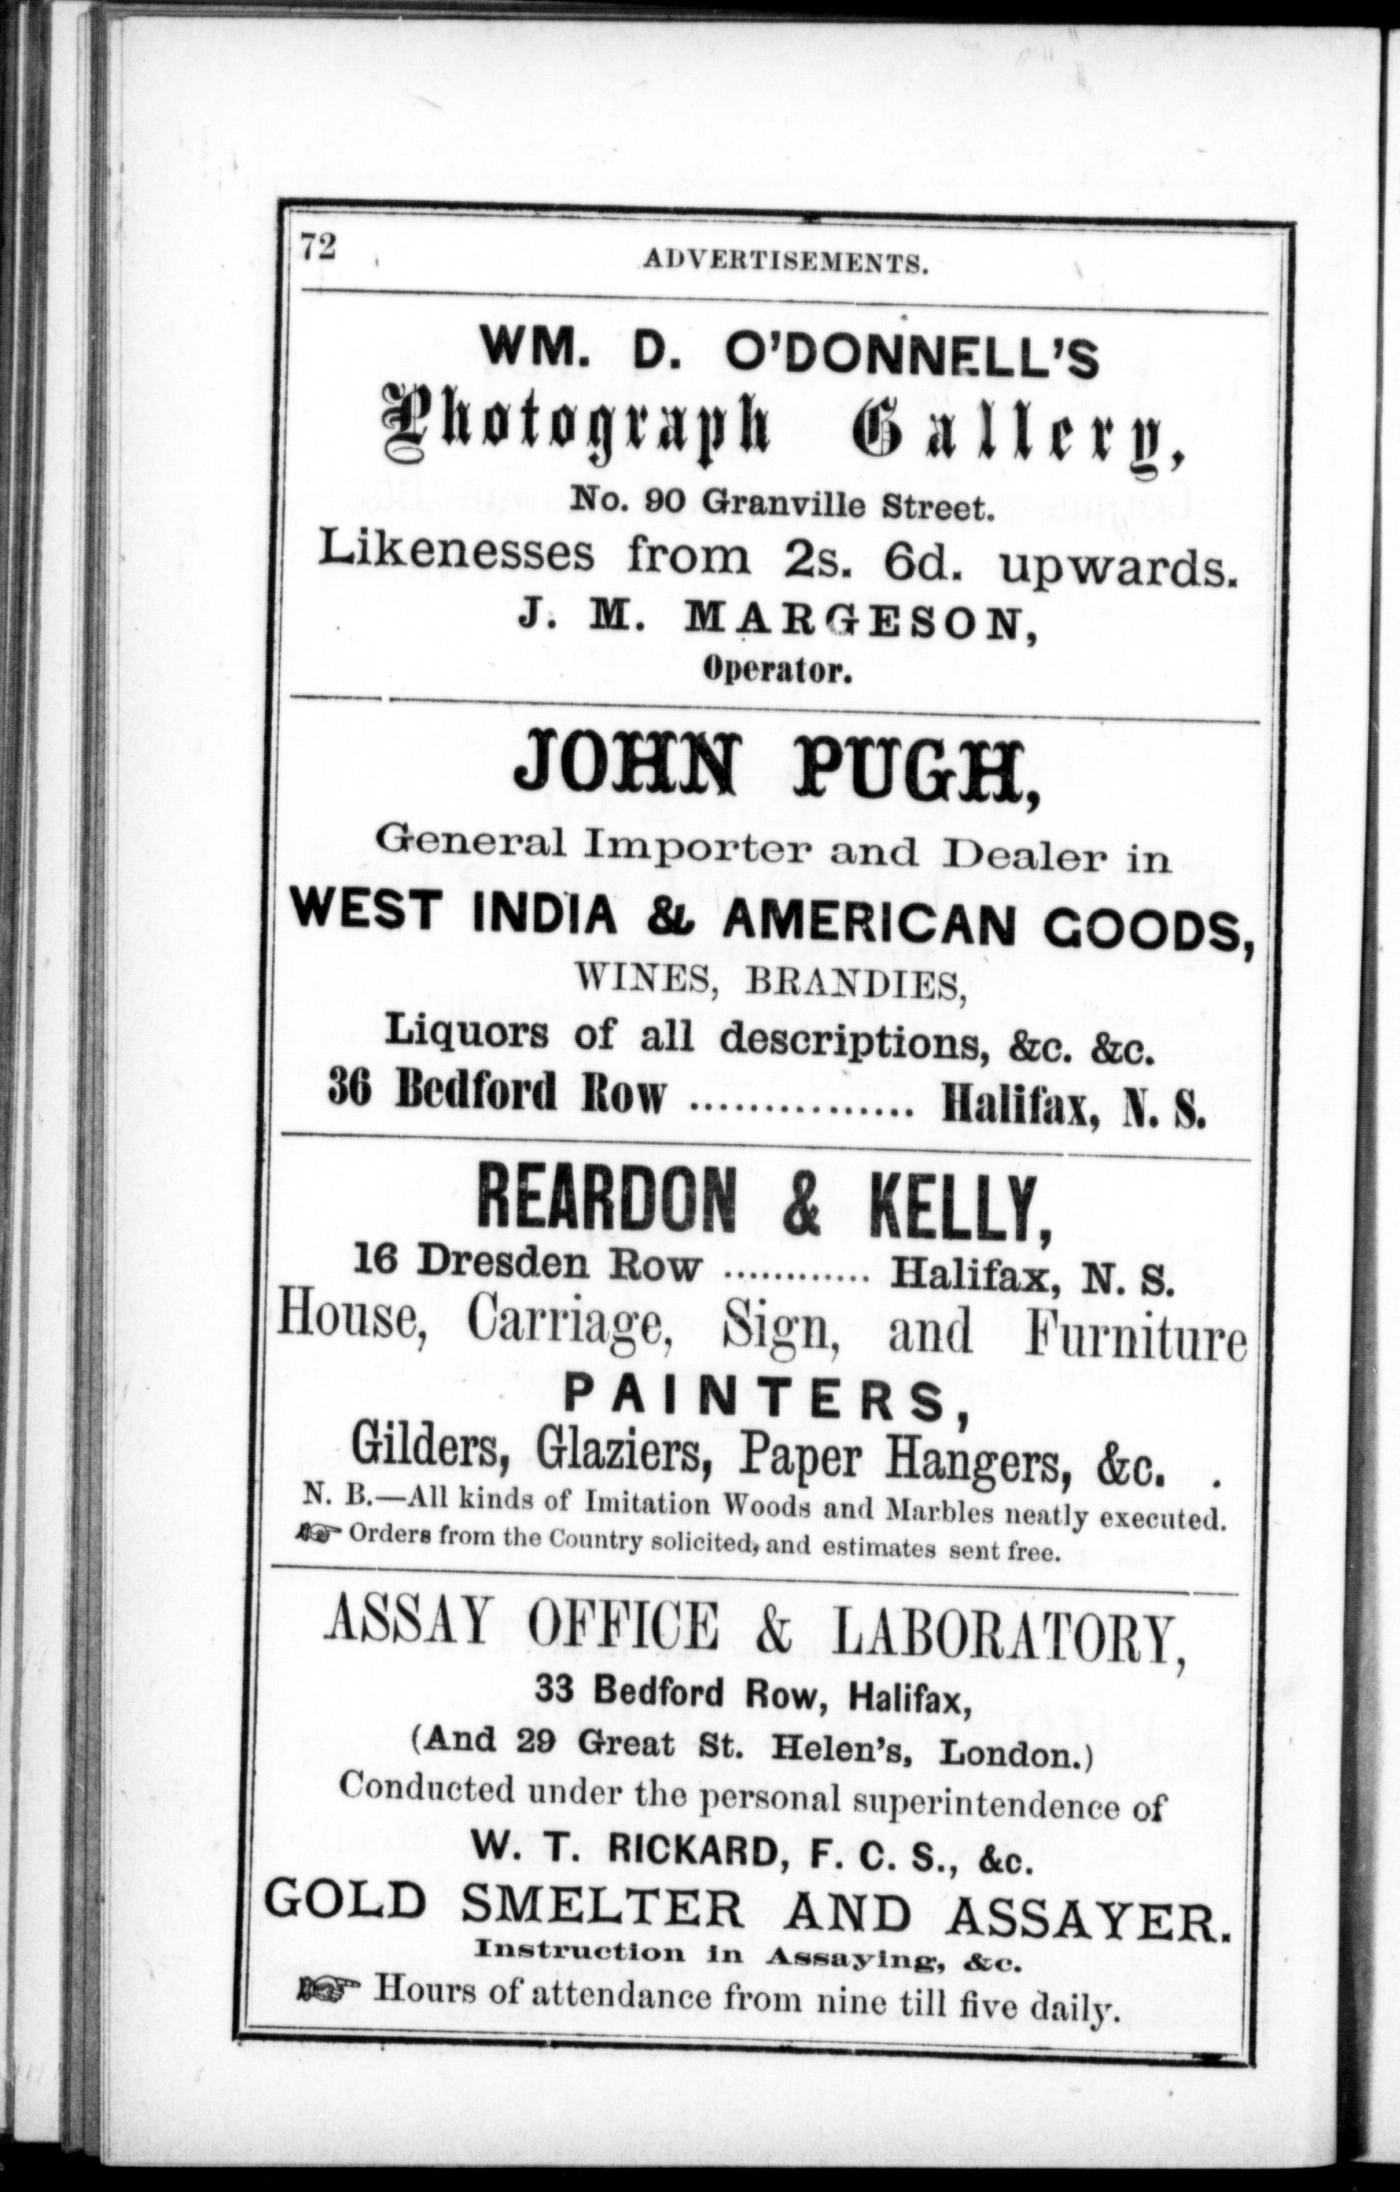 72
ADVERTISEMENTS.
WM. D. O'DONNELL'S
Photograph Gallery,
No. 90 Granville Street.
Likenesses from 2s. 6d. upwards.
J. M. MARGESON,
Operator.
JOHN PUGH,
General Importer and Dealer in
WEST INDIA & AMERICAN GOODS,
WINES, BRANDIES,
Liquors of all descriptions, &c. &c.
36 Bedford Row ............... Halifax, N. S.
REARDON & KELLY,
16 Dresden Row ............ Halifax, N. S.
House, Carriage, Sign, and Furniture
PAINTERS,
Gilders, Glaziers, Paper Hangers, &c. .
N. B.—All kinds of Imitation Woods and Marbles neatly executed.
☞ Orders from the Country solicited, and estimates sent free.
ASSAY OFFICE & LABORATORY,
33 Bedford Row, Halifax,
(And 29 Great St. Helen's, London.)
Conducted under the personal superintendence of
W. T. RICKARD, F. C. S., &c.
GOLD SMELTER AND ASSAYER.
Instruction in Assaying, &c.
☞ Hours of attendance from nine till five daily.